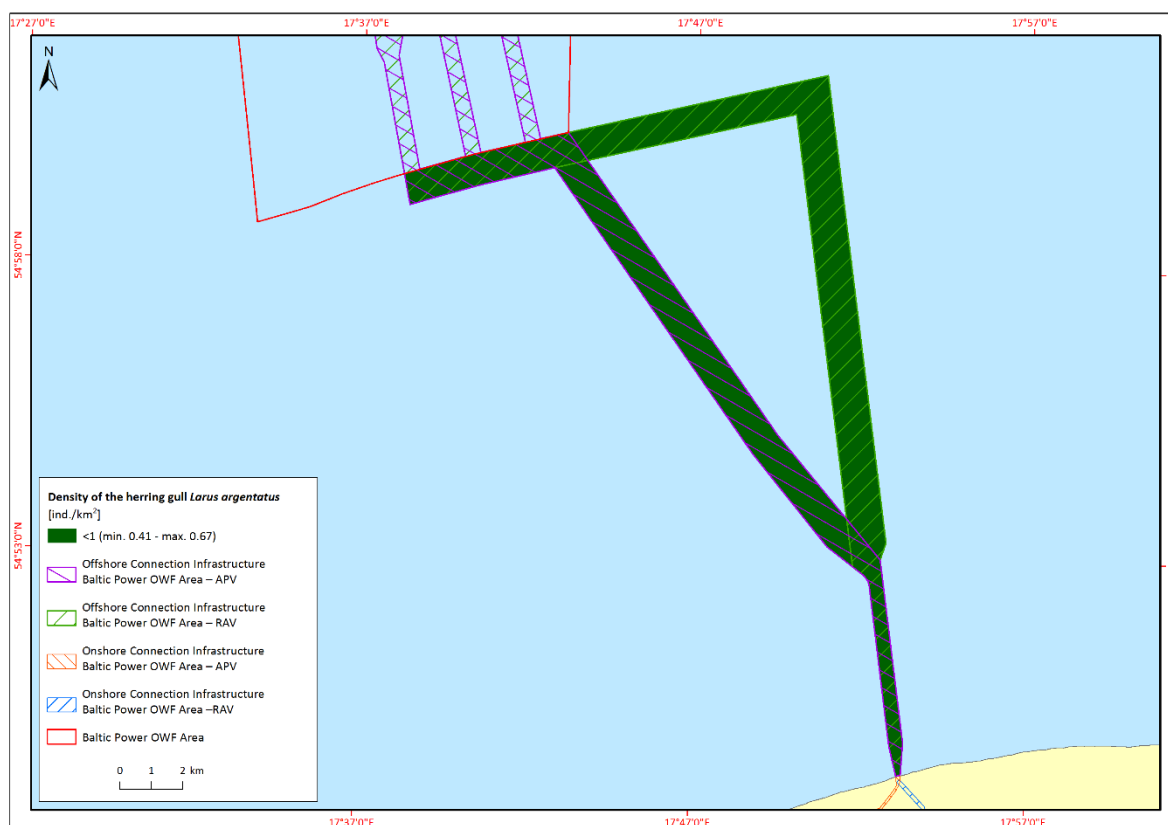 17°27'0"E 17°37'0"E 17°47'0"E 17°57'0"E
N
54°58'0"N
54°53'0"N
Density of the herring gull Larus argentatus
[ind./km²]
<1 (min. 0.41 - max. 0.67)
Offshore Connection Infrastructure
Baltic Power OWF Area – APV
Offshore Connection Infrastructure
Baltic Power OWF Area – RAV
Onshore Connection Infrastructure
Baltic Power OWF Area – APV
Onshore Connection Infrastructure
Baltic Power OWF Area –RAV
Baltic Power OWF Area
0 1 2 km
17°37'0"E 17°47'0"E 17°57'0"E